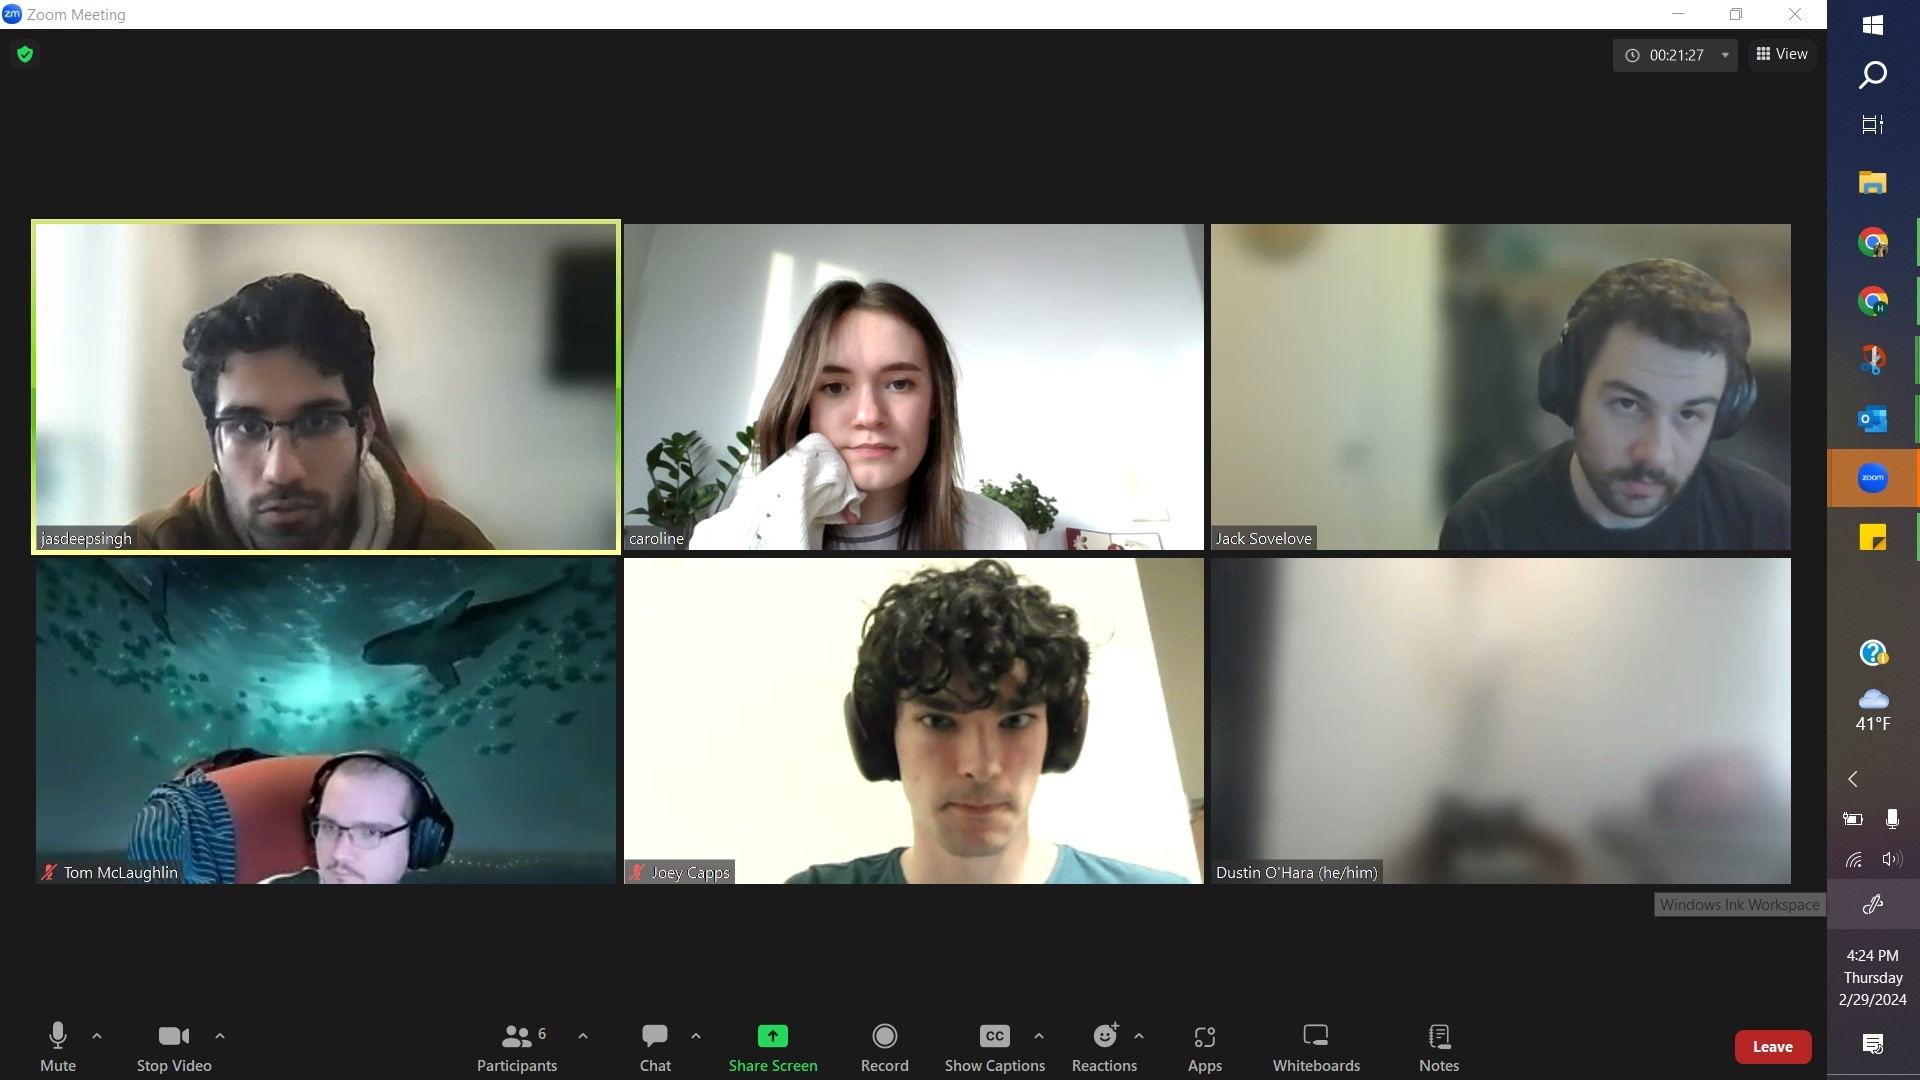 zm Zoom Meeting
00:21:27 View
jasdeepsingh
caroline
Jack Sovelove
Tom McLaughlin
Joey Capps
Dustin O'Hara (he/him)
Windows Ink Workspace
Mute
Stop Video
6
Participants
Chat
Share Screen
Record
CC
Show Captions
Reactions
Apps
Whiteboards
Notes
Leave
H
zoom
41°F
4:24 PM
Thursday
2/29/2024